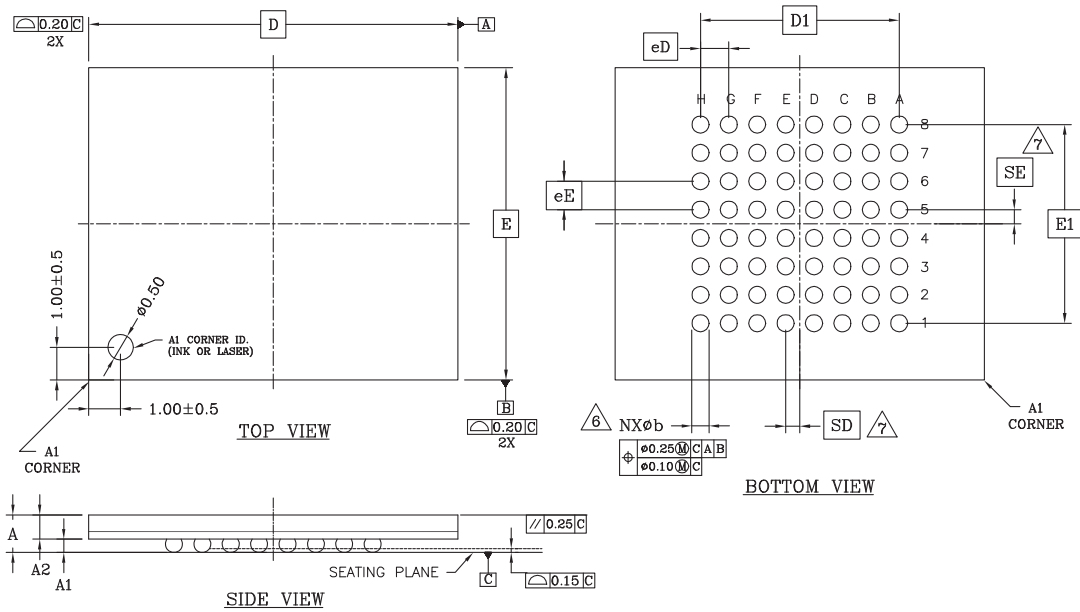 ⌓ 0.20 C
2X
D
A
E
1.00±0.5
ø0.50
A1 CORNER ID.
(INK OR LASER)
1.00±0.5
B
⌓ 0.20 C
2X
TOP VIEW
A1
CORNER
D1
eD
H G F E D C B A
8
7
6
5
4
3
2
1
7
SE
eE
E1
6
NXøb
⌖ ø0.25Ⓜ C A B
ø0.10Ⓜ C
SD
7
A1
CORNER
BOTTOM VIEW
A
A2
A1
// 0.25 C
SEATING PLANE
C
⌓ 0.15 C
SIDE VIEW